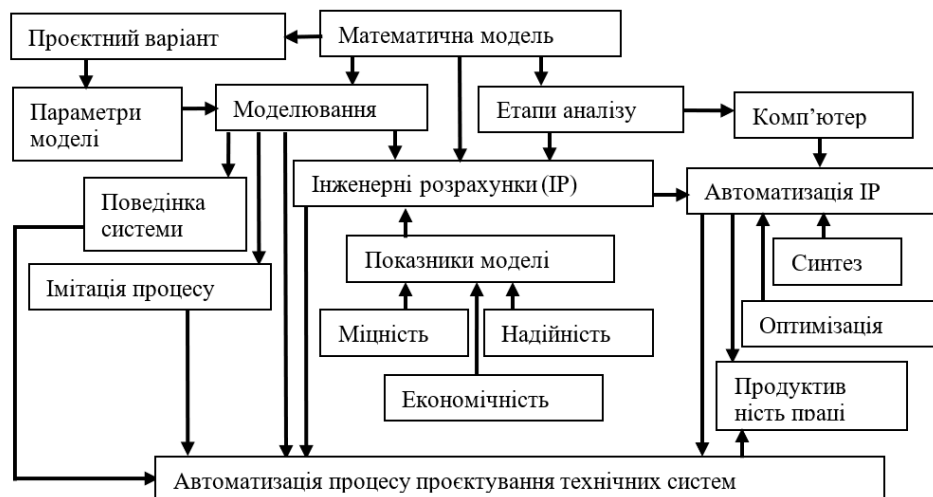 Проєктний варіант
Математична модель
Параметри
моделі
Моделювання
Етапи аналізу
Комп’ютер
Інженерні розрахунки (ІР)
Автоматизація ІР
Поведінка
системи
Показники моделі
Синтез
Імітація процесу
Міцність
Надійність
Оптимізація
Економічність
Продуктив
ність праці
Автоматизація процесу проєктування технічних систем